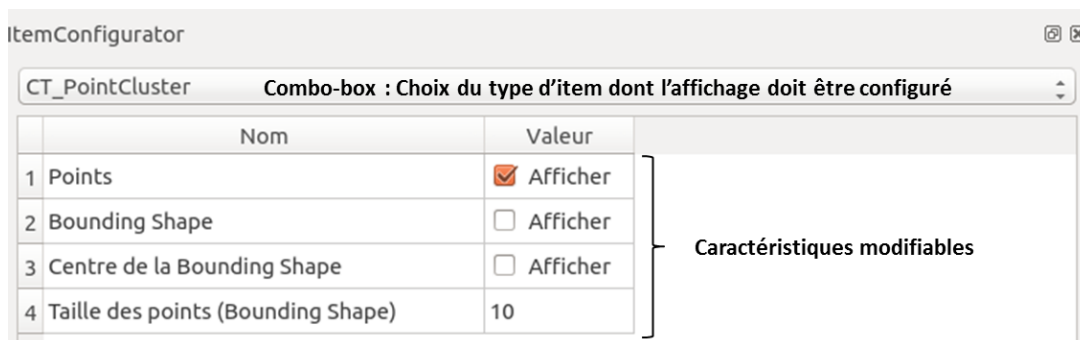 ItemConfigurator
CT_PointCluster Combo-box : Choix du type d'item dont l'affichage doit être configuré
Nom Valeur
1 Points Afficher
2 Bounding Shape Afficher
3 Centre de la Bounding Shape Afficher
4 Taille des points (Bounding Shape) 10
Caractéristiques modifiables